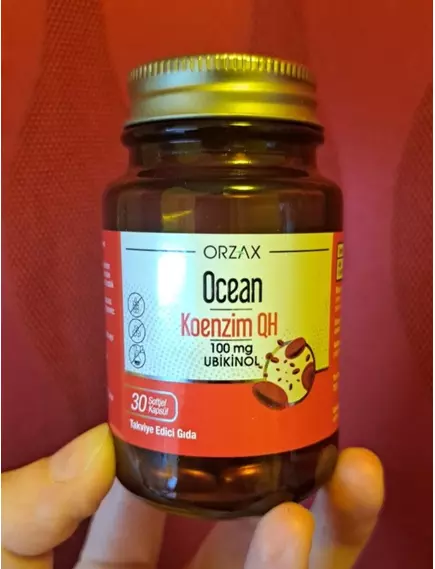 ORZAX
Ocean
Koenzim QH
100 mg
UBİKİNOL
30 Softjel
Kapsül
Takviye Edici Gıda